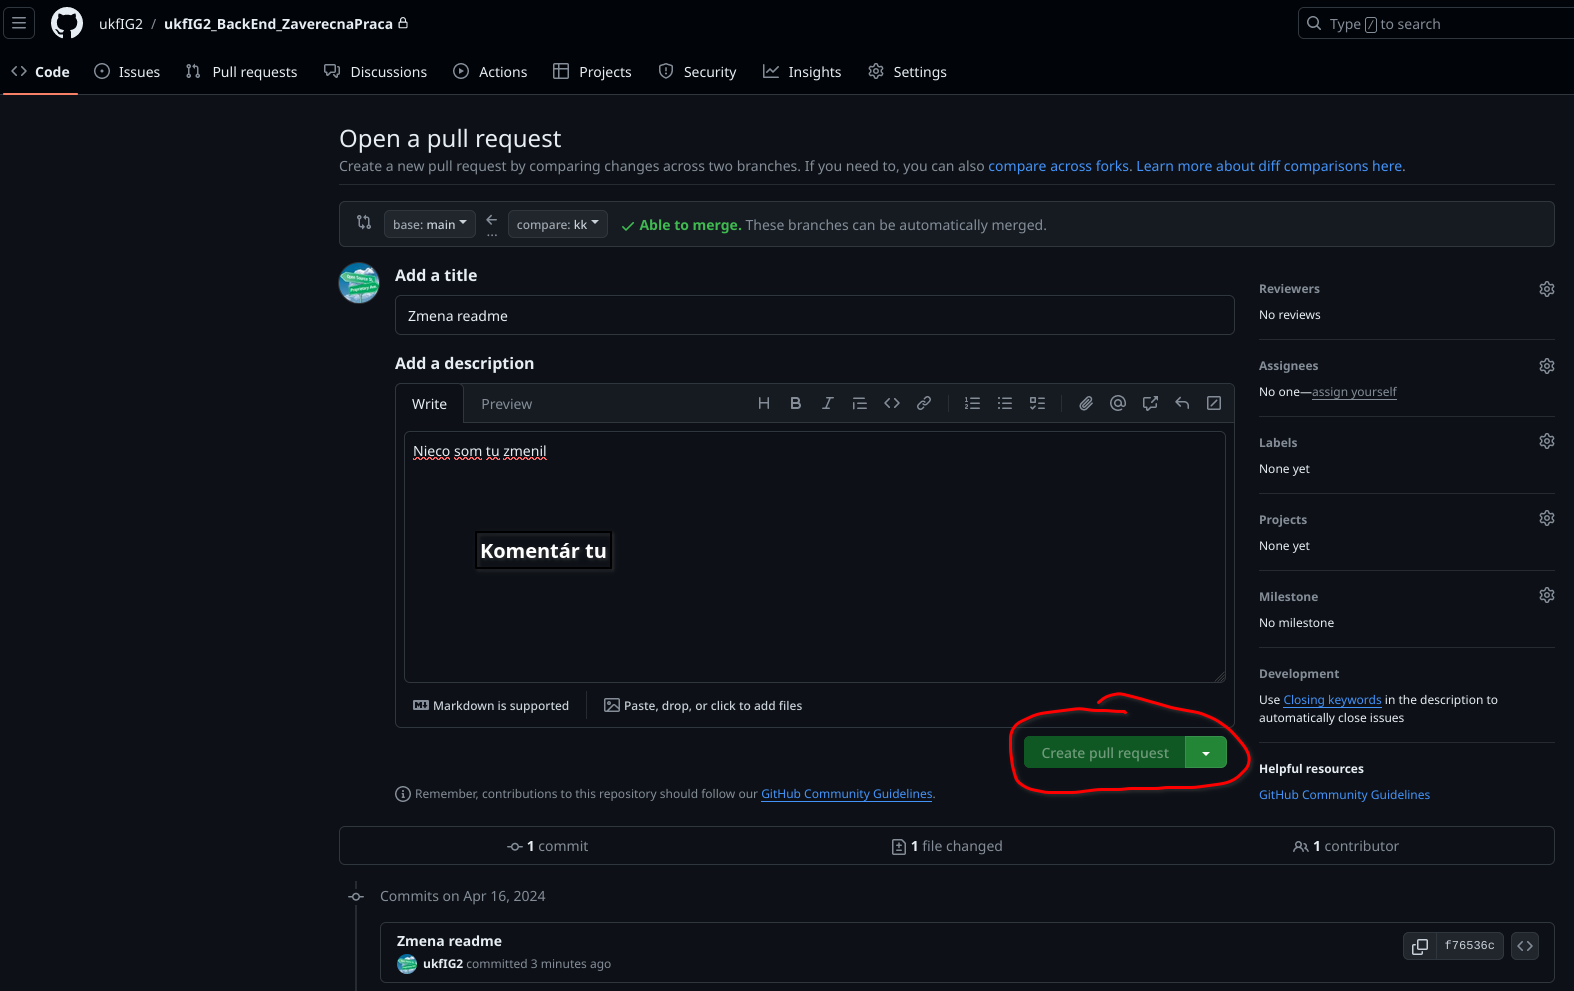 ukfIG2 / ukfIG2_BackEnd_ZaverecnaPraca
Type / to search
Code Issues Pull requests Discussions Actions Projects Security Insights Settings
Open a pull request
Create a new pull request by comparing changes across two branches. If you need to, you can also compare across forks. Learn more about diff comparisons here.
base: main compare: kk Able to merge. These branches can be automatically merged.
Add a title
Zmena readme
Add a description
Write Preview
Nieco som tu zmenil
Komentár tu
Markdown is supported
Paste, drop, or click to add files
Create pull request
Remember, contributions to this repository should follow our GitHub Community Guidelines.
Reviewers
No reviews
Assignees
No one—assign yourself
Labels
None yet
Projects
None yet
Milestone
No milestone
Development
Use Closing keywords in the description to
automatically close issues
Helpful resources
GitHub Community Guidelines
1 commit 1 file changed 1 contributor
Commits on Apr 16, 2024
Zmena readme
ukfIG2 committed 3 minutes ago
f76536c